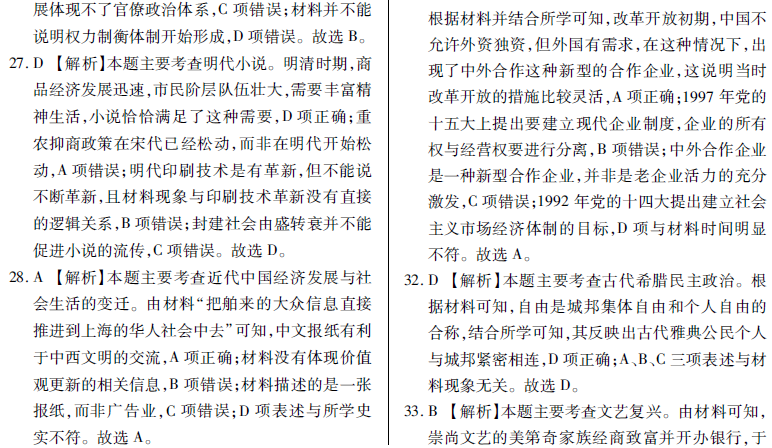 展体现不了官僚政治体系,C 项错误;材料并不能
说明权力制衡体制开始形成,D 项错误。故选 B。
27. D 【解析】本题主要考查明代小说。明清时期,商
品经济发展迅速,市民阶层队伍壮大,需要丰富精
神生活,小说恰恰满足了这种需要,D 项正确;重
农抑商政策在宋代已经松动,而非在明代开始松
动,A 项错误;明代印刷技术是有革新,但不能说
不断革新,且材料现象与印刷技术革新没有直接
的逻辑关系,B 项错误;封建社会由盛转衰并不能
促进小说的流传,C 项错误。故选 D。
28. A 【解析】本题主要考查近代中国经济发展与社
会生活的变迁。由材料“把舶来的大众信息直接
推进到上海的华人社会中去”可知,中文报纸有利
于中西文明的交流,A 项正确;材料没有体现价值
观更新的相关信息,B 项错误;材料描述的是一张
报纸,而非广告业,C 项错误;D 项表述与所学史
实不符。故选 A。
根据材料并结合所学可知,改革开放初期,中国不
允许外资独资,但外国有需求,在这种情况下,出
现了中外合作这种新型的合作企业,这说明当时
改革开放的措施比较灵活,A 项正确;1997 年党的
十五大上提出要建立现代企业制度,企业的所有
权与经营权要进行分离,B 项错误;中外合作企业
是一种新型合作企业,并非是老企业活力的充分
激发,C 项错误;1992 年党的十四大提出建立社会
主义市场经济体制的目标,D 项与材料时间明显
不符。故选 A。
32. D 【解析】本题主要考查古代希腊民主政治。根
据材料可知,自由是城邦集体自由和个人自由的
合称,结合所学可知,其反映出古代雅典公民个人
与城邦紧密相连,D 项正确;A、B、C 三项表述与材
料现象无关。故选 D。
33. B 【解析】本题主要考查文艺复兴。由材料可知,
崇尚文艺的美第奇家族经商致富并开办银行,于